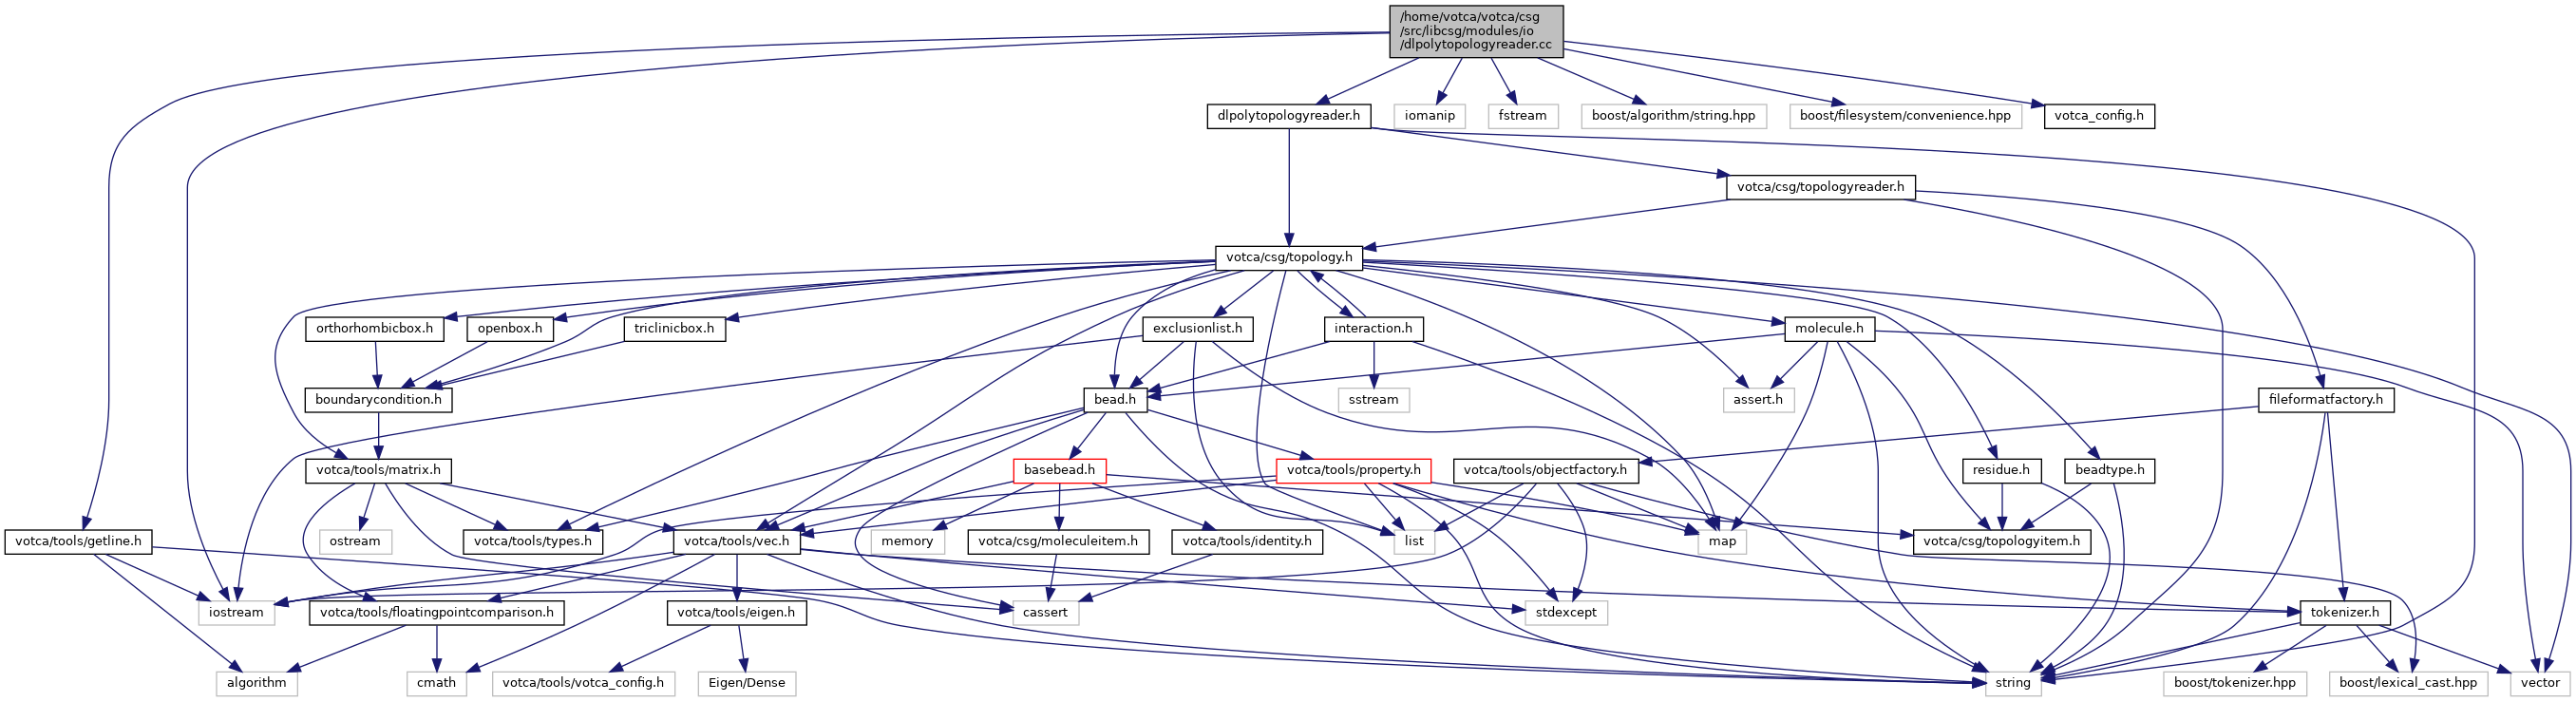 /home/votca/votca/csg
/src/libcsg/modules/io
/dlpolytopologyreader.cc
dlpolytopologyreader.h
iomanip
fstream
boost/algorithm/string.hpp
boost/filesystem/convenience.hpp
votca_config.h
votca/csg/topologyreader.h
votca/csg/topology.h
orthorhombicbox.h
openbox.h
triclinicbox.h
exclusionlist.h
interaction.h
molecule.h
boundarycondition.h
bead.h
sstream
assert.h
fileformatfactory.h
votca/tools/matrix.h
basebead.h
votca/tools/property.h
votca/tools/objectfactory.h
residue.h
beadtype.h
votca/tools/getline.h
ostream
votca/tools/types.h
votca/tools/vec.h
memory
votca/csg/moleculeitem.h
votca/tools/identity.h
list
map
votca/csg/topologyitem.h
iostream
votca/tools/floatingpointcomparison.h
votca/tools/eigen.h
cassert
stdexcept
tokenizer.h
algorithm
cmath
votca/tools/votca_config.h
Eigen/Dense
string
boost/tokenizer.hpp
boost/lexical_cast.hpp
vector